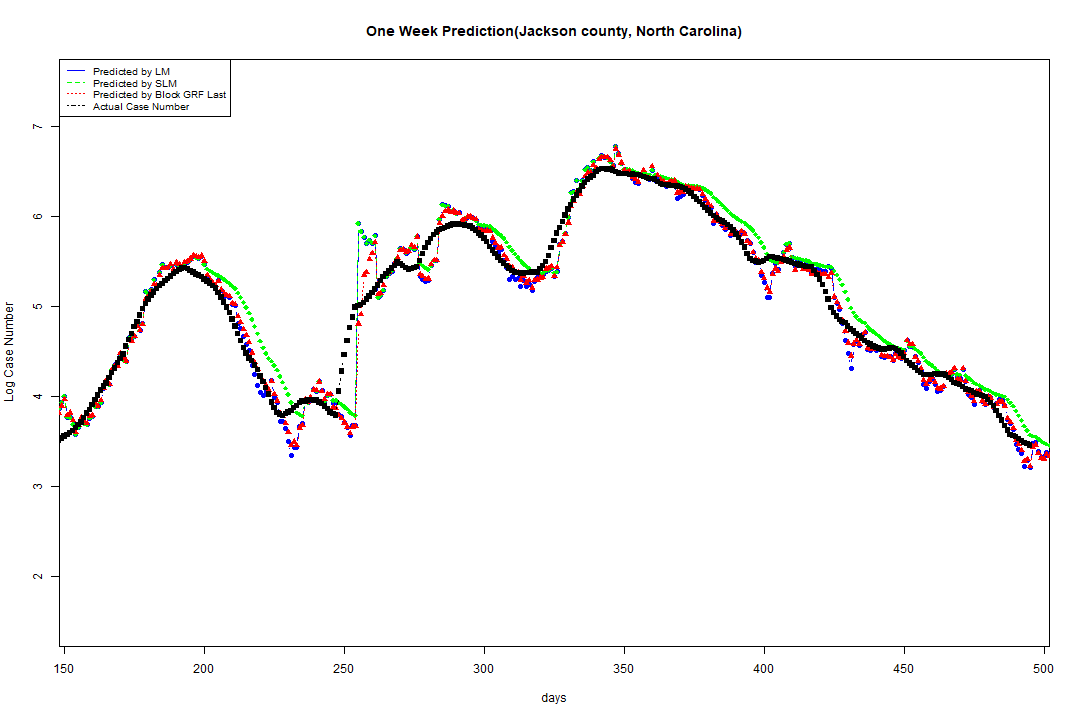 One Week Prediction(Jackson county, North Carolina)
Predicted by LM
Predicted by SLM
Predicted by Block GRF Last
Actual Case Number
7
6
5
4
3
2
Log Case Number
150 200 250 300 350 400 450 500
days